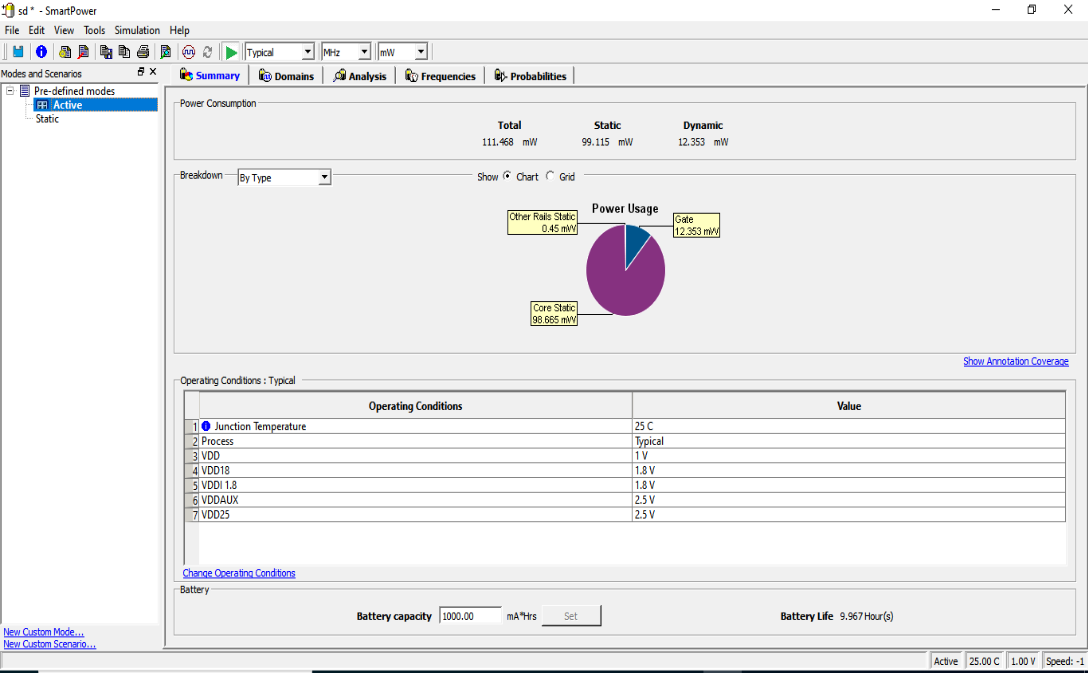 sd * - SmartPower
File Edit View Tools Simulation Help
Typical MHz mW
Modes and Scenarios
Pre-defined modes
Active
Static
Summary Domains Analysis Frequencies Probabilities
Power Consumption
Total Static Dynamic
111.468 mW 99.115 mW 12.353 mW
Breakdown By Type Show Chart Grid
Power Usage
Other Rails Static
0.45 mW
Gate
12.353 mW
Core Static
98.665 mW
Show Annotation Coverage
Operating Conditions : Typical
Operating Conditions Value
1 Junction Temperature 25 C
2 Process Typical
3 VDD 1 V
4 VDD18 1.8 V
5 VDDI 1.8 1.8 V
6 VDDAUX 2.5 V
7 VDD25 2.5 V
Change Operating Conditions
Battery
Battery capacity 1000.00 mA*Hrs Set Battery Life 9.967 Hour(s)
New Custom Mode...
New Custom Scenario...
Active 25.00 C 1.00 V Speed: -1